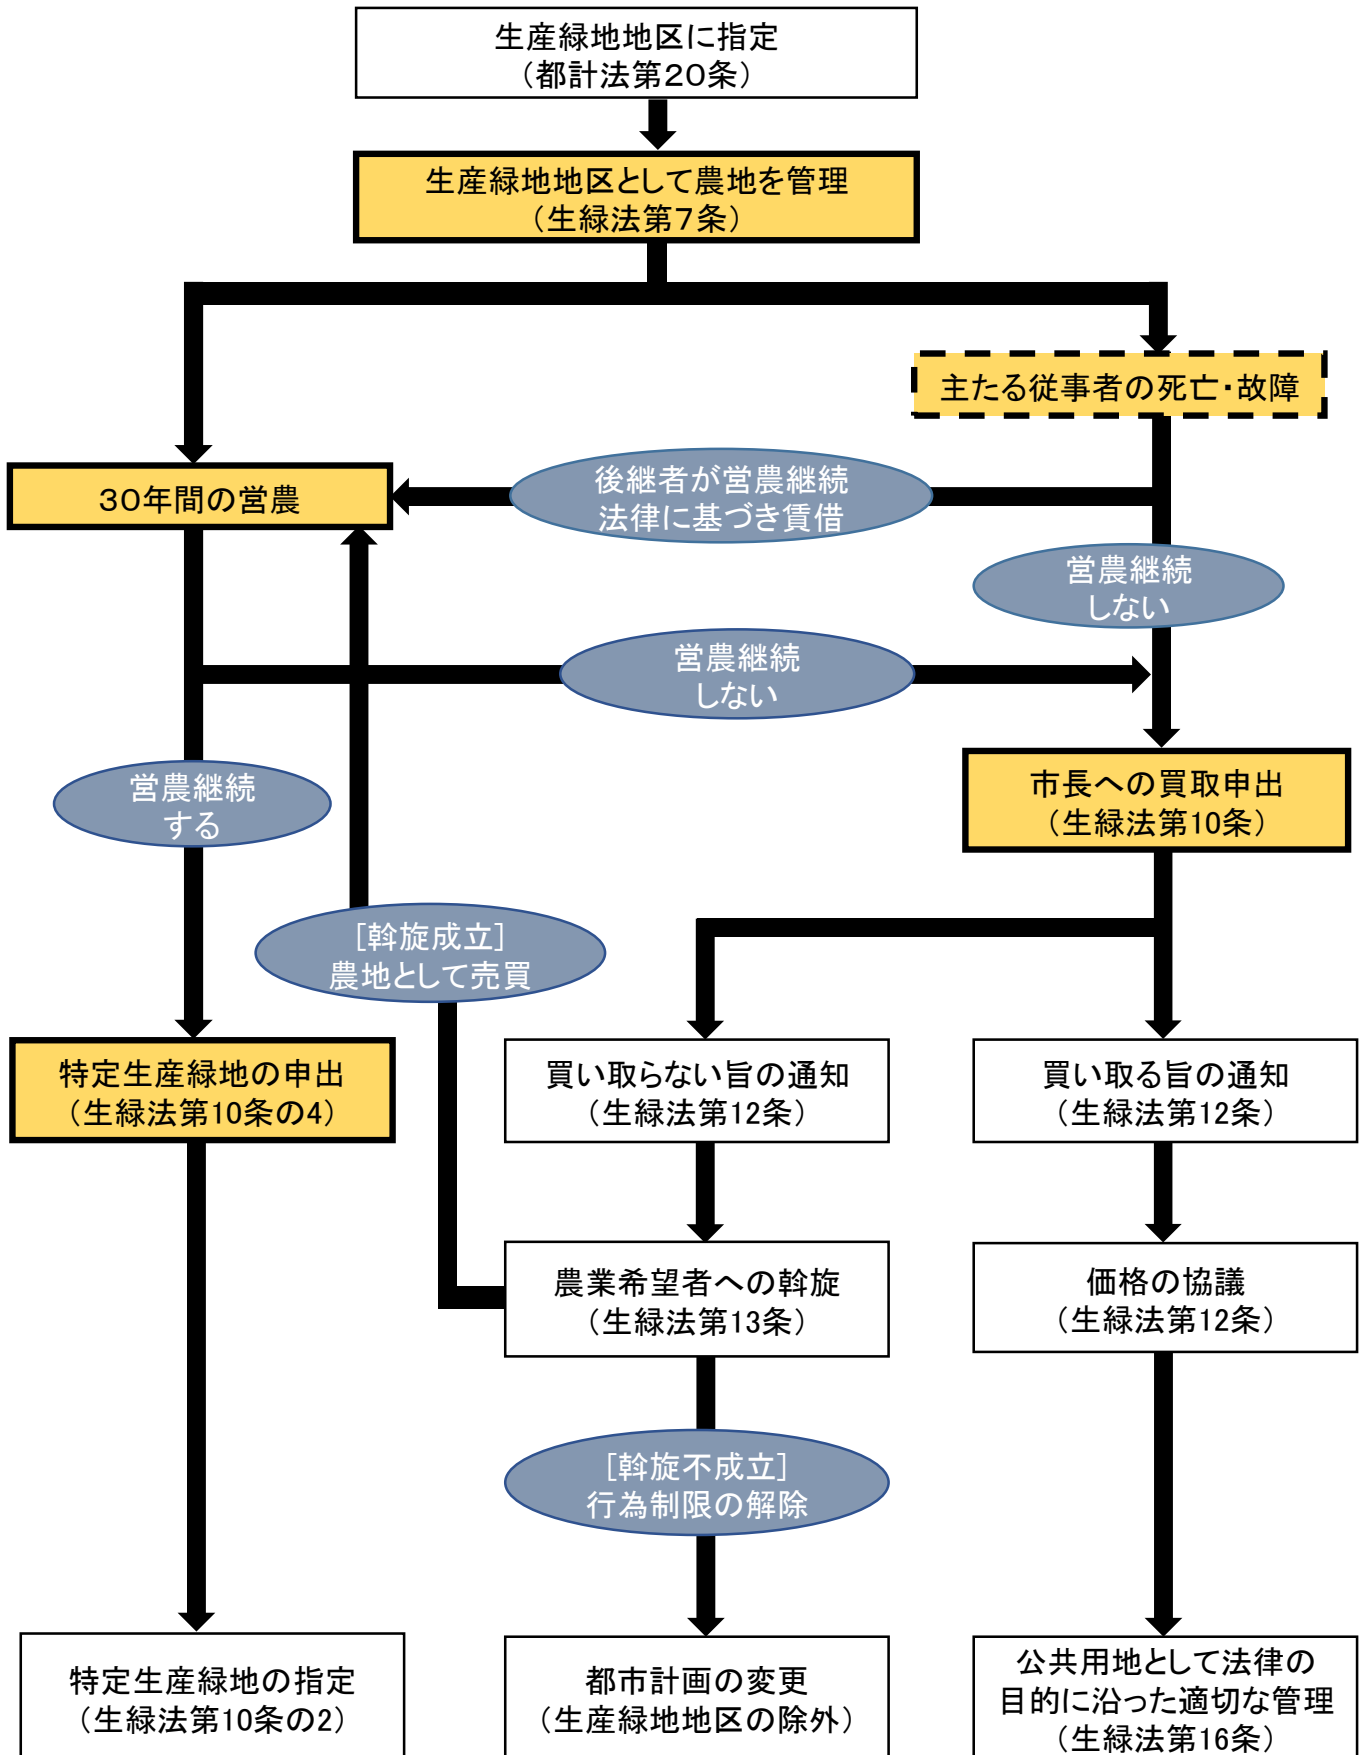 生産緑地地区に指定
（都計法第２０条）
生産緑地地区として農地を管理
（生緑法第７条）
主たる従事者の死亡・故障
３０年間の営農
後継者が営農継続
法律に基づき賃借
営農継続
しない
営農継続
しない
営農継続
する
市長への買取申出
（生緑法第10条）
［斡旋成立］
農地として売買
特定生産緑地の申出
（生緑法第10条の4）
買い取らない旨の通知
（生緑法第12条）
買い取る旨の通知
（生緑法第12条）
農業希望者への斡旋
（生緑法第13条）
価格の協議
（生緑法第12条）
［斡旋不成立］
行為制限の解除
特定生産緑地の指定
（生緑法第10条の2）
都市計画の変更
（生産緑地地区の除外）
公共用地として法律の
目的に沿った適切な管理
（生緑法第16条）